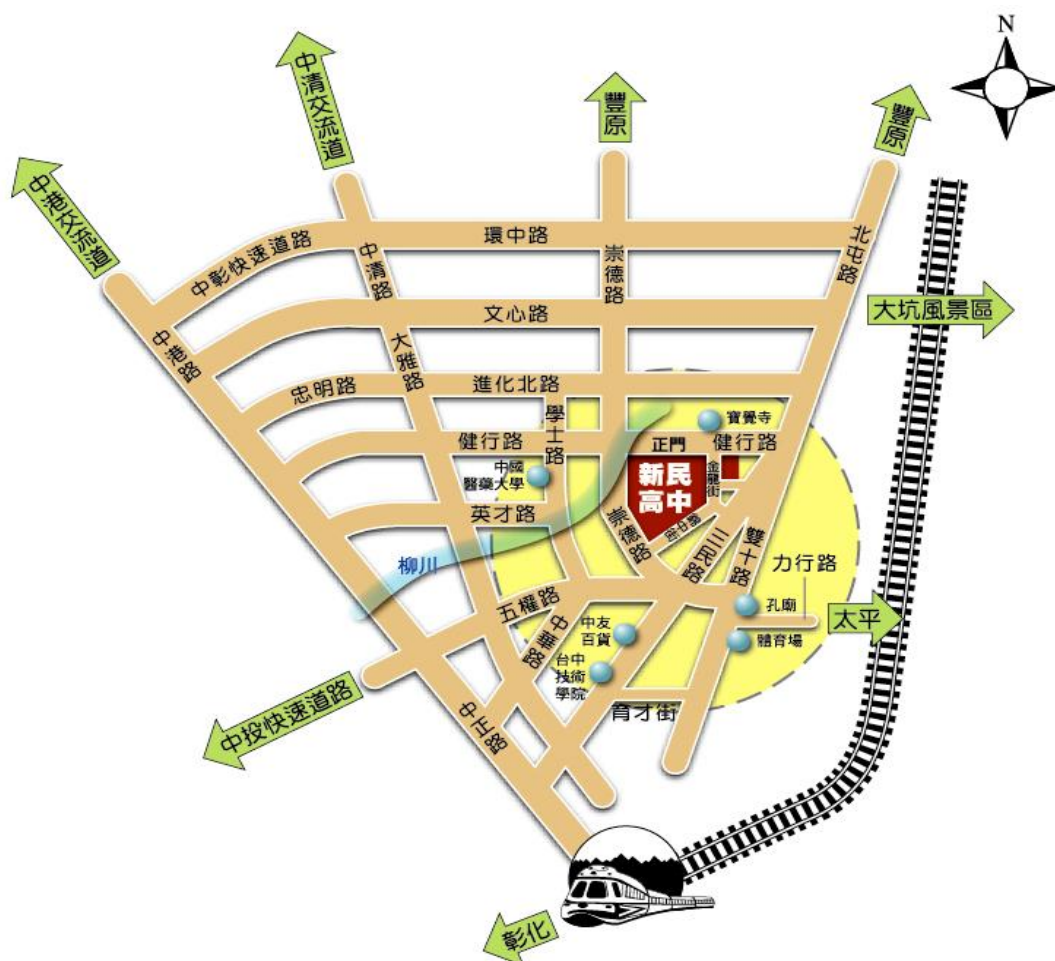 N
中清交流道
豐原
豐原
中港交流道
環中路
北屯路
中彰快速道路
中清路
崇德路
大坑風景區
文心路
中港路
大雅路
忠明路
進化北路
學士路
寶覺寺
健行路
正門
健行路
中國
醫藥大學
新民
高中
金龍街
英才路
崇德路
三民路
雙十路
力行路
柳川
五權路
中華路
中友
百貨
孔廟
太平
體育場
台中
技術
學院
育才街
中投快速道路
中正路
彰化